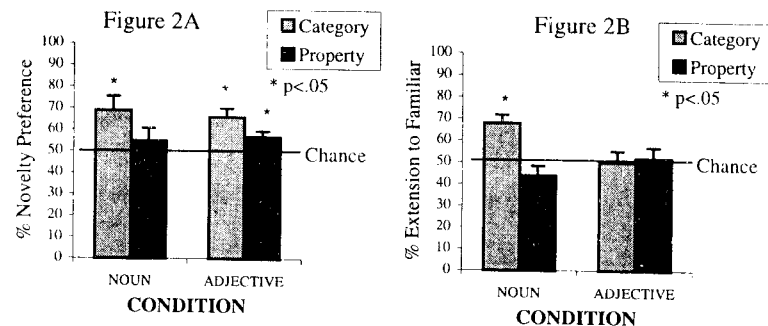 Figure 2A
Category
Property
* p<.05
% Novelty Preference
100
90
80
70
60
50
40
30
20
10
0
*
*
*
Chance
NOUN
ADJECTIVE
CONDITION
Figure 2B
Category
Property
* p<.05
% Extension to Familiar
100
90
80
70
60
50
40
30
20
10
0
*
Chance
NOUN
ADJECTIVE
CONDITION